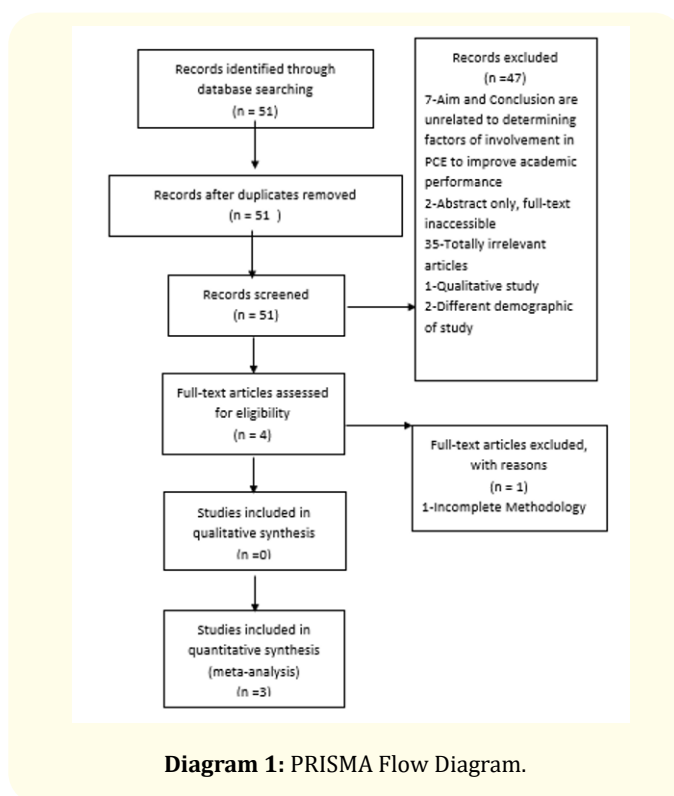 Records identified through
database searching
(n = 51)
Records after duplicates removed
(n = 51 )
Records screened
(n = 51)
Records excluded
(n =47)
7-Aim and Conclusion are
unrelated to determining
factors of involvement in
PCE to improve academic
performance
2-Abstract only, full-text
inaccessible
35-Totally irrelevant
articles
1-Qualitative study
2-Different demographic
of study
Full-text articles assessed
for eligibility
(n = 4)
Full-text articles excluded,
with reasons
(n = 1)
1-Incomplete Methodology
Studies included in
qualitative synthesis
(n =0)
Studies included in
quantitative synthesis
(meta-analysis)
(n =3)
Diagram 1: PRISMA Flow Diagram.